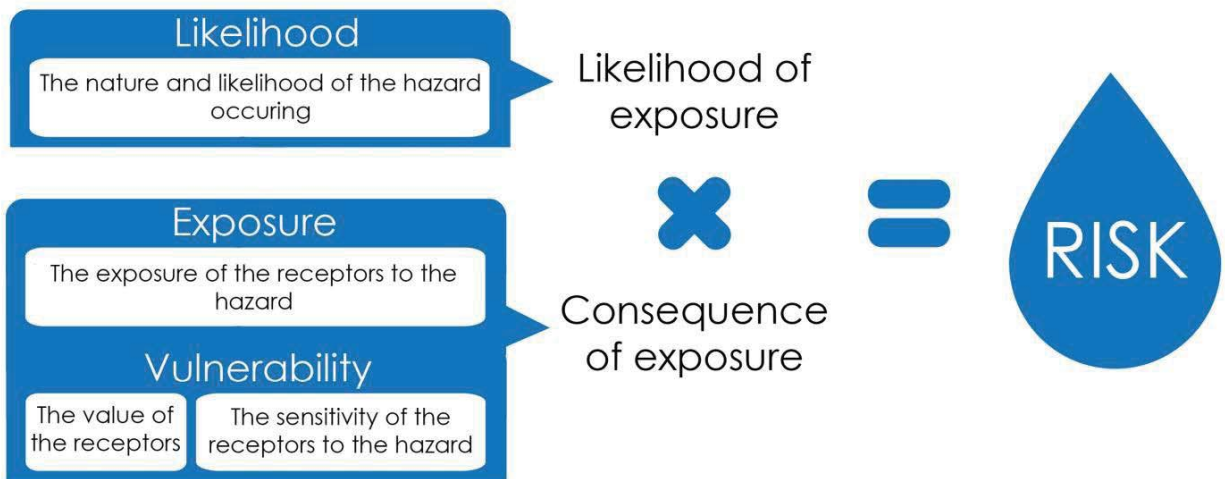 Likelihood
The nature and likelihood of the hazard
occuring
Likelihood of
exposure
Exposure
The exposure of the receptors to the
hazard
Vulnerability
The value of
the receptors
The sensitivity of the
receptors to the hazard
Consequence
of exposure
RISK